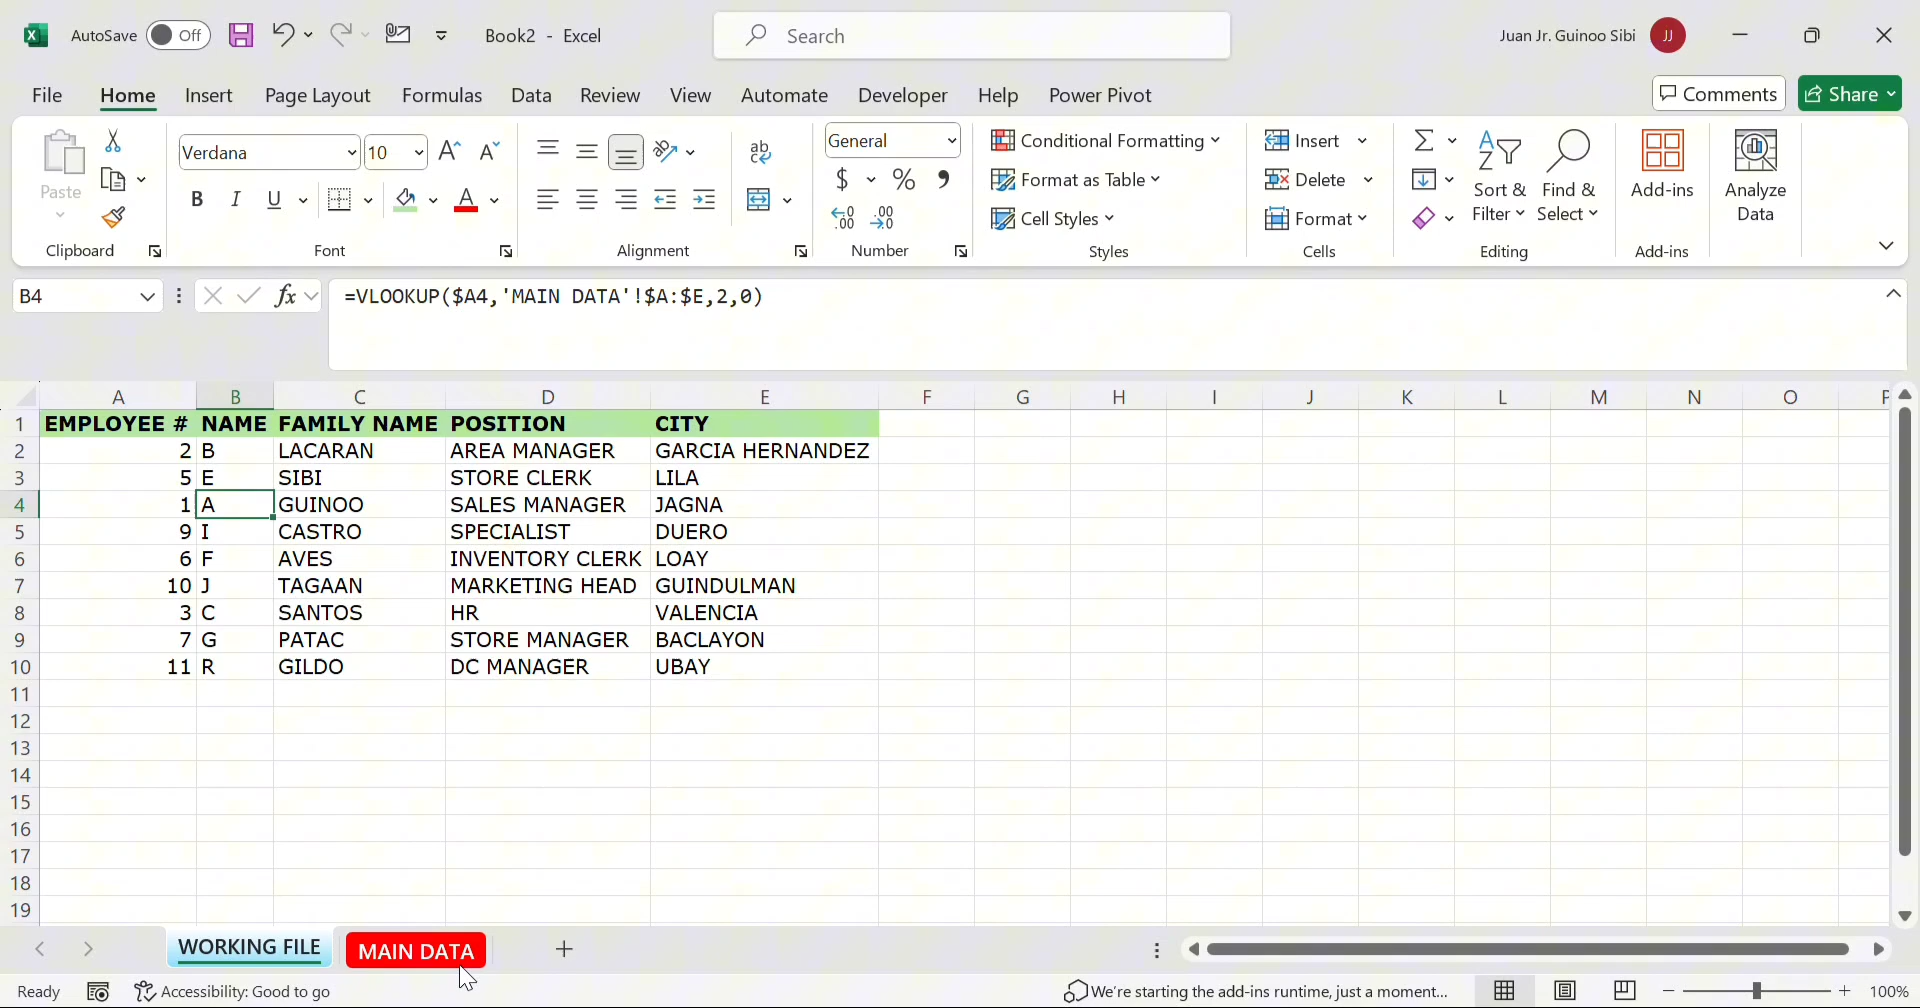 AutoSave Off Book2 - Excel Search Juan Jr. Guinoo Sibi JJ
File Home Insert Page Layout Formulas Data Review View Automate Developer Help Power Pivot Comments Share
Paste
Clipboard
Verdana 10
B I U A
Font
ab
Alignment
General
$ % ,
Number
Conditional Formatting
Format as Table
Cell Styles
Styles
Insert
Delete
Format
Cells
Sort & Filter
Find & Select
Editing
Add-ins
Add-ins
Analyze Data
B4 fx =VLOOKUP($A4,'MAIN DATA'!$A:$E,2,0)
A B C D E F G H I J K L M N O P
1 EMPLOYEE # NAME FAMILY NAME POSITION CITY
2 2 B LACARAN AREA MANAGER GARCIA HERNANDEZ
3 5 E SIBI STORE CLERK LILA
4 1 A GUINOO SALES MANAGER JAGNA
5 9 I CASTRO SPECIALIST DUERO
6 6 F AVES INVENTORY CLERK LOAY
7 10 J TAGAAN MARKETING HEAD GUINDULMAN
8 3 C SANTOS HR VALENCIA
9 7 G PATAC STORE MANAGER BACLAYON
10 11 R GILDO DC MANAGER UBAY
11
12
13
14
15
16
17
18
19
WORKING FILE MAIN DATA +
Ready Accessibility: Good to go We're starting the add-ins runtime, just a moment... 100%